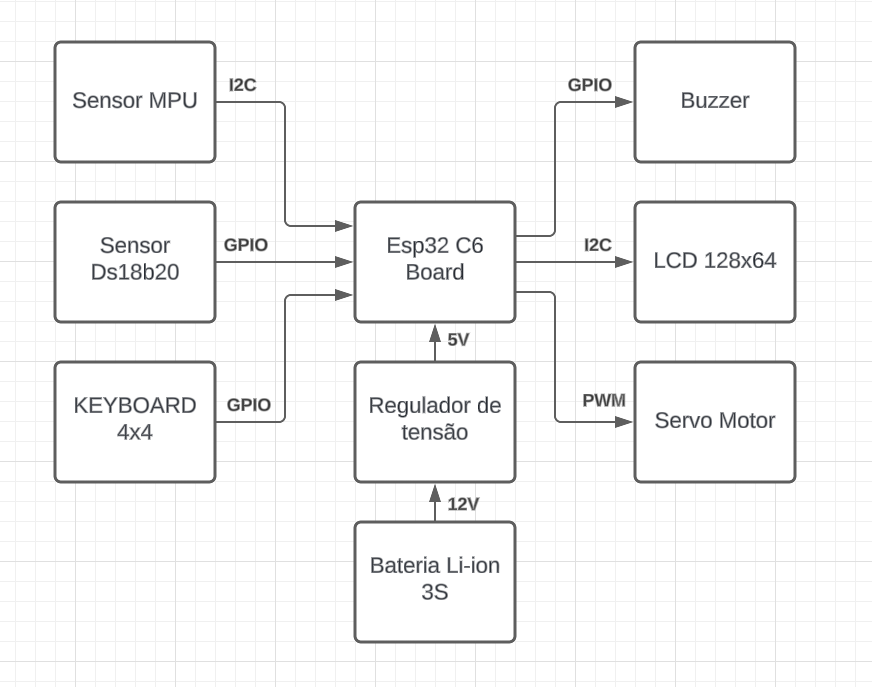 Sensor MPU
I2C
GPIO
Buzzer
Sensor
Ds18b20
GPIO
Esp32 C6
Board
I2C
LCD 128x64
5V
KEYBOARD
4x4
GPIO
Regulador de
tensão
PWM
Servo Motor
12V
Bateria Li-ion
3S